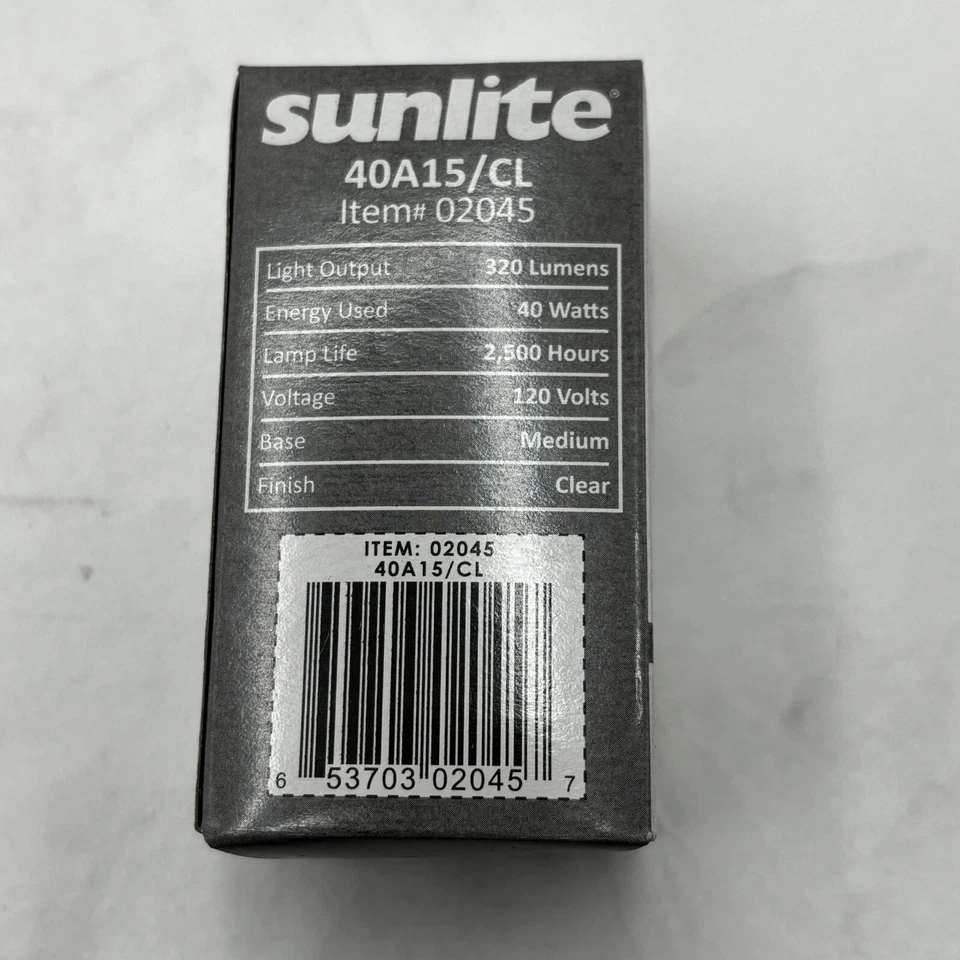 sunlite®
40A15/CL
Item# 02045
Light Output 320 Lumens
Energy Used 40 Watts
Lamp Life 2,500 Hours
Voltage 120 Volts
Base Medium
Finish Clear
ITEM: 02045
40A15/CL
6 53703 02045 7